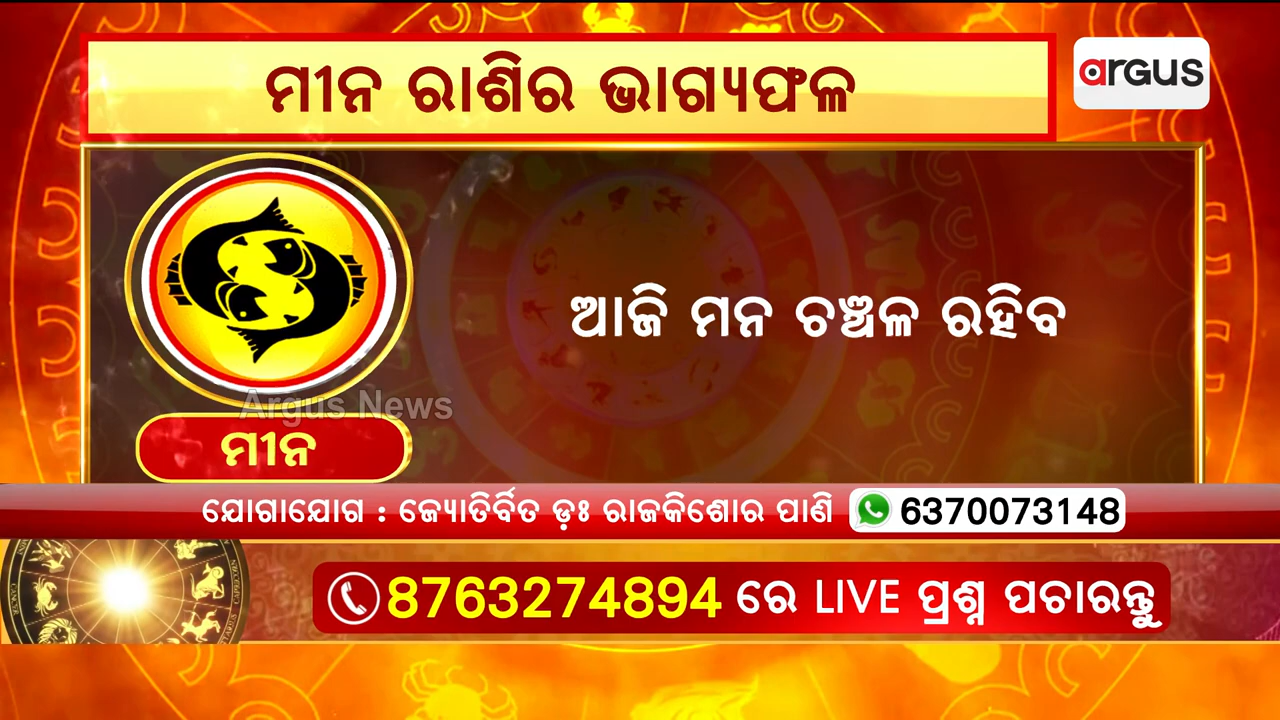 ମୀନ ରାଶିର ଭାଗ୍ୟଫଳ
argus
ଆଜି ମନ ଚଞ୍ଚଳ ରହିବ
Argus News
ମୀନ
ଯୋଗାଯୋଗ : ଜ୍ୟୋତିର୍ବିତ ଡ଼ଃ ରାଜକିଶୋର ପାଣି 6370073148
8763274894 ରେ LIVE ପ୍ରଶ୍ନ ପଚାରନ୍ତୁ